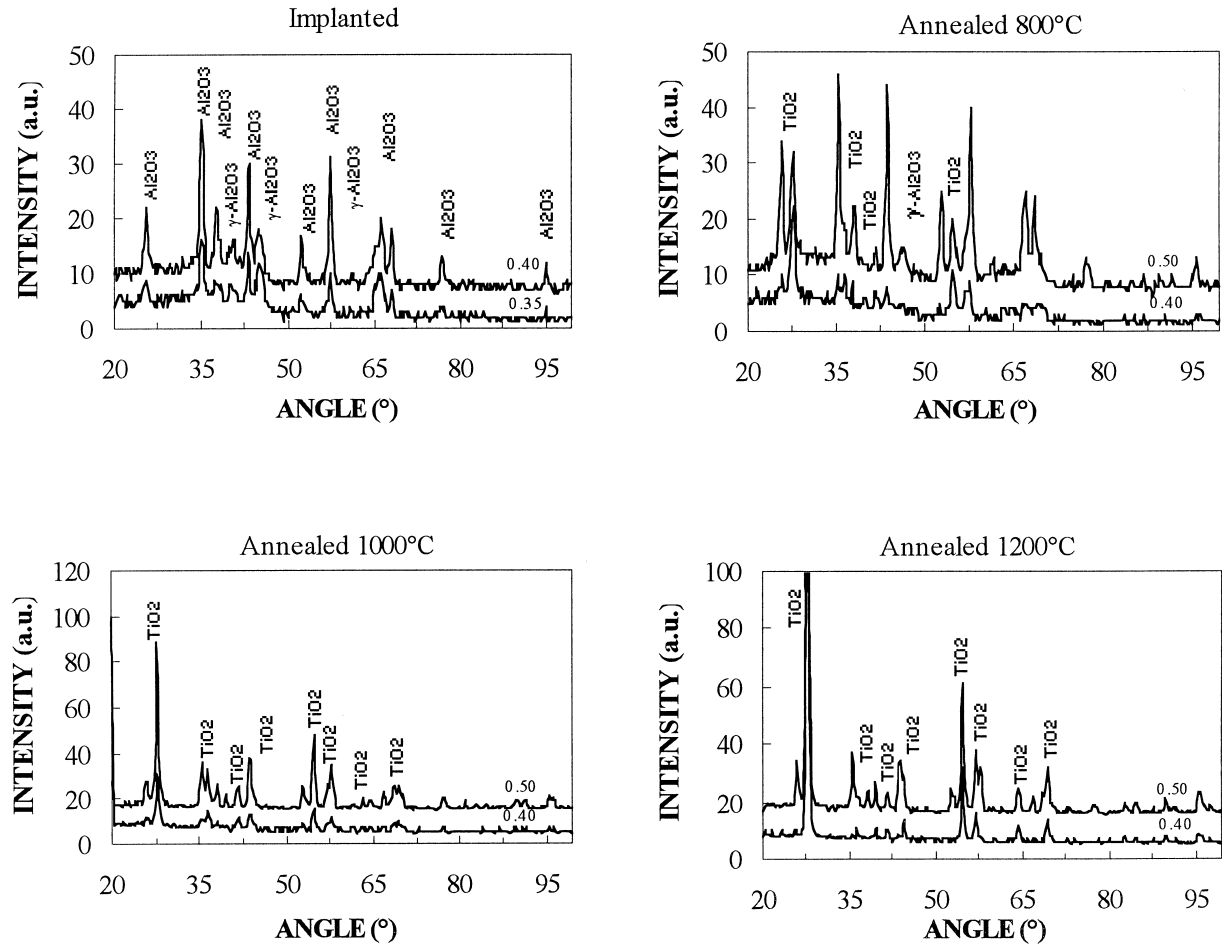 Implanted
INTENSITY (a.u.)
50
40
30
20
10
0
Al2O3
Al2O3
Al2O3
γ-Al2O3
Al2O3
γ-Al2O3
Al2O3
Al2O3
γ-Al2O3
Al2O3
Al2O3
Al2O3
0.40
0.35
20 35 50 65 80 95
ANGLE (°)
Annealed 800°C
INTENSITY (a.u.)
50
40
30
20
10
0
TiO2
TiO2
TiO2
γ-Al2O3
TiO2
0.50
0.40
20 35 50 65 80 95
ANGLE (°)
Annealed 1000°C
INTENSITY (a.u.)
120
100
80
60
40
20
0
TiO2
TiO2
TiO2
TiO2
TiO2
TiO2
TiO2
TiO2
0.50
0.40
20 35 50 65 80 95
ANGLE (°)
Annealed 1200°C
INTENSITY (a.u.)
100
80
60
40
20
0
TiO2
TiO2
TiO2
TiO2
TiO2
TiO2
TiO2
TiO2
0.50
0.40
20 35 50 65 80 95
ANGLE (°)